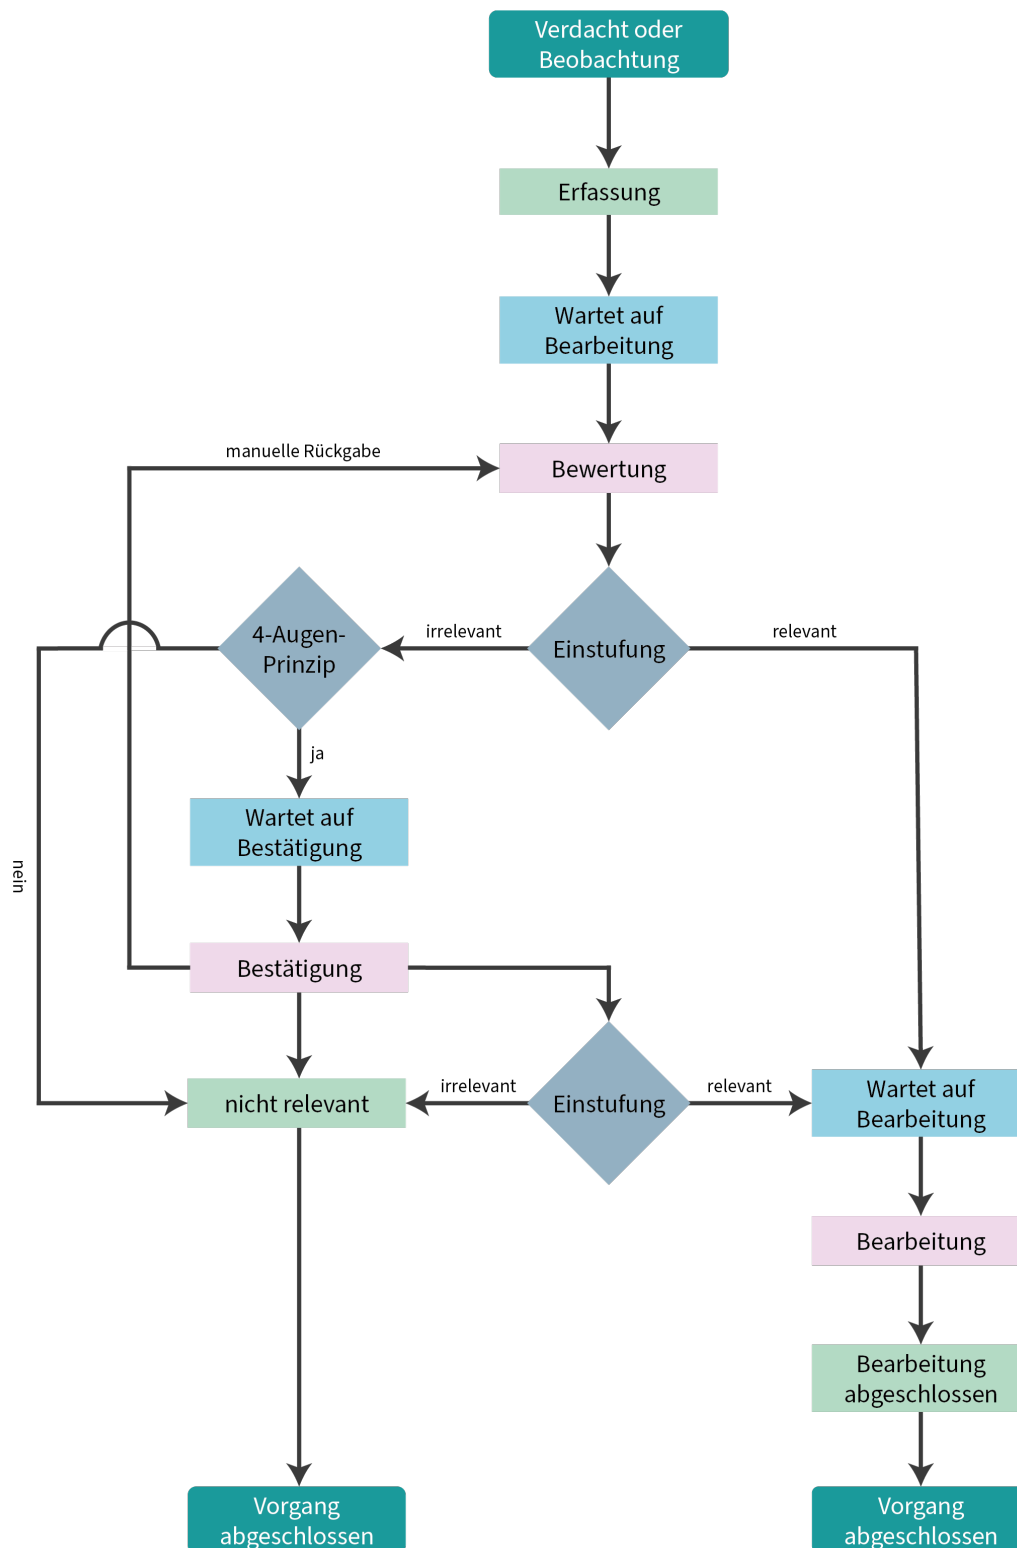 Verdacht oder
Beobachtung
Erfassung
Wartet auf
Bearbeitung
manuelle Rückgabe
Bewertung
4-Augen-
Prinzip
irrelevant
Einstufung
relevant
ja
Wartet auf
Bestätigung
nein
Bestätigung
nicht relevant
irrelevant
Einstufung
relevant
Wartet auf
Bearbeitung
Bearbeitung
Bearbeitung
abgeschlossen
Vorgang
abgeschlossen
Vorgang
abgeschlossen